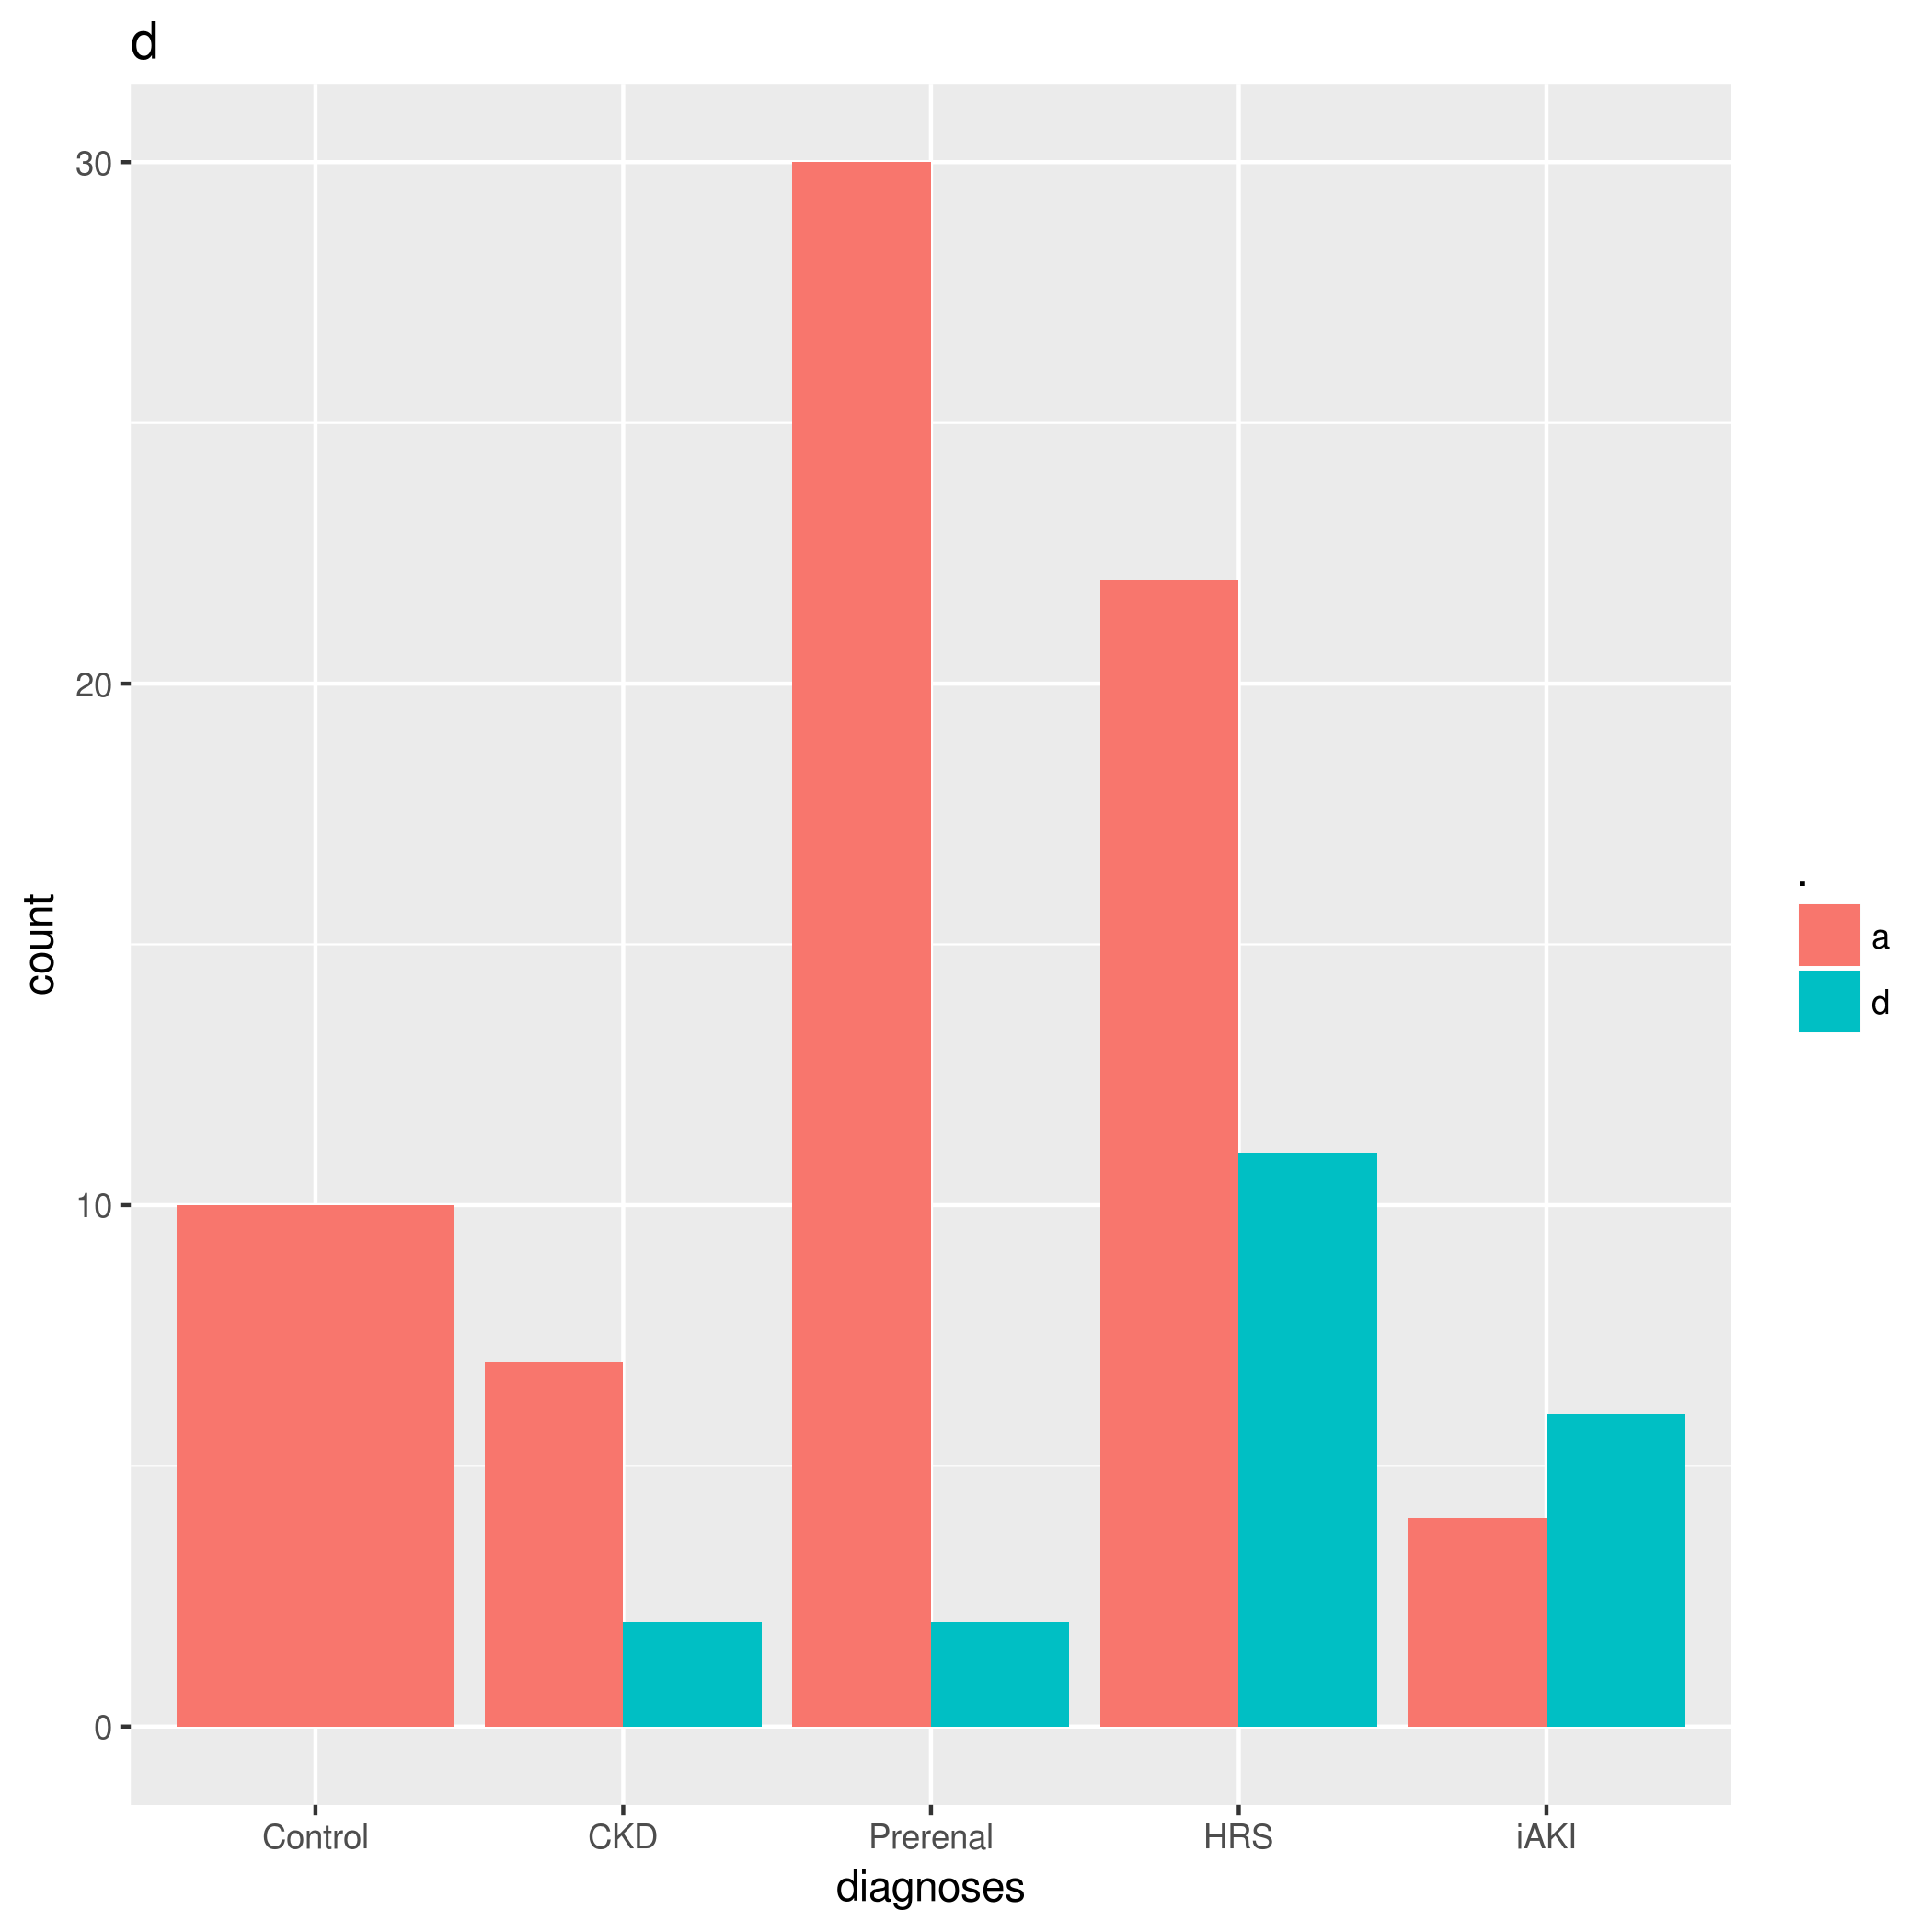 d
count
30
20
10
0
Control CKD Prerenal HRS iAKI
diagnoses
.
a
d